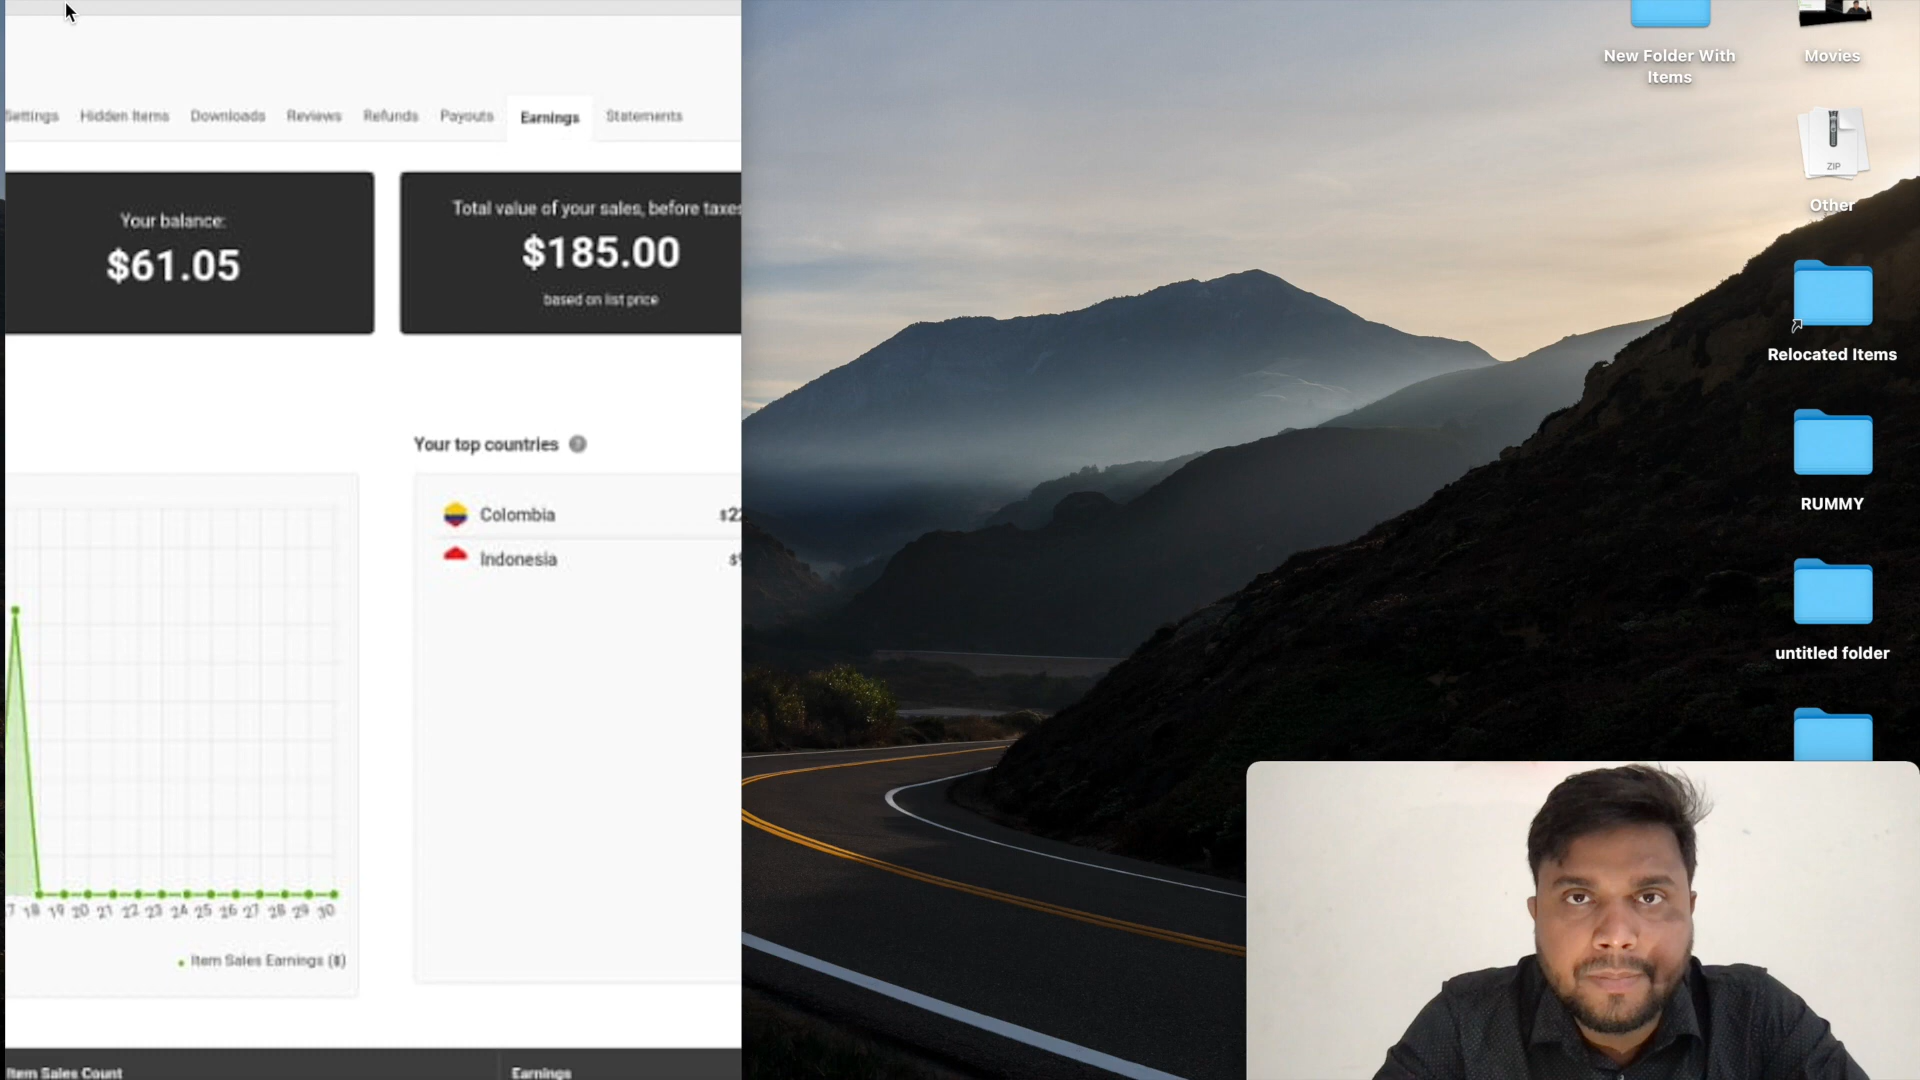 Settings Hidden Items Downloads Reviews Refunds Payouts Earnings Statements
Your balance:
$61.05
Total value of your sales, before taxes
$185.00
based on list price
Your top countries
Colombia
Indonesia
18 19 20 21 22 23 24 25 26 27 28 29 30
Item Sales Earnings ($)
Item Sales Count
Earnings
New Folder With
Items
Movies
ZIP
Other
Relocated Items
RUMMY
untitled folder